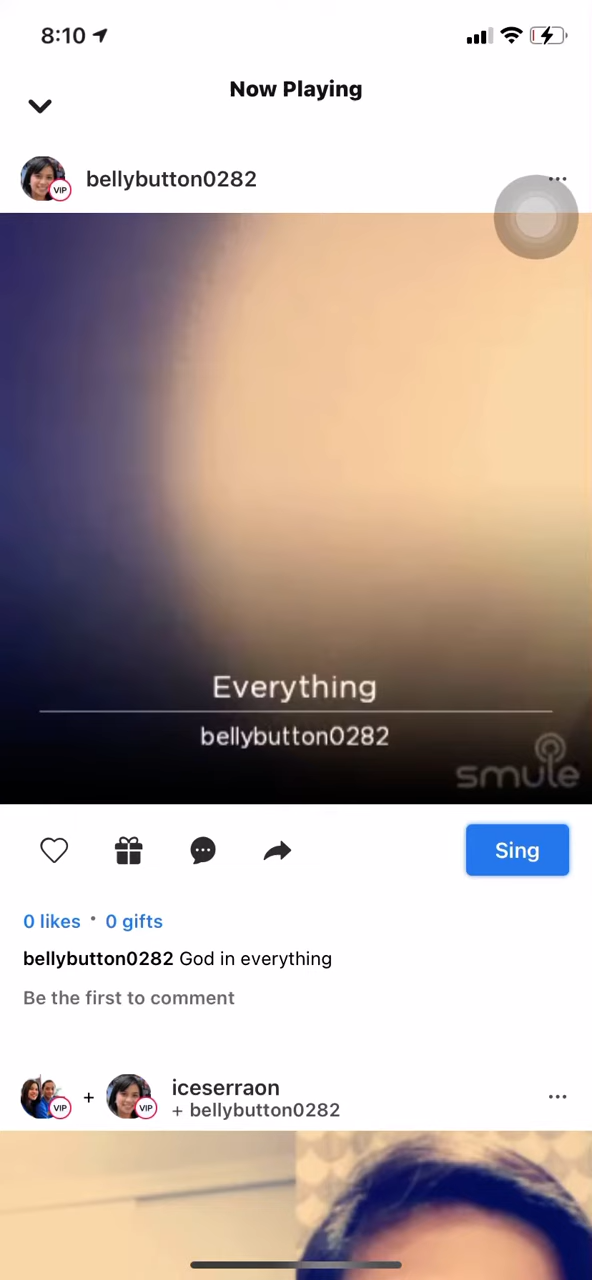 8:10
Now Playing
VIP
bellybutton0282
Everything
bellybutton0282
smule
Sing
0 likes • 0 gifts
bellybutton0282 God in everything
Be the first to comment
VIP + VIP iceserraon
+ bellybutton0282